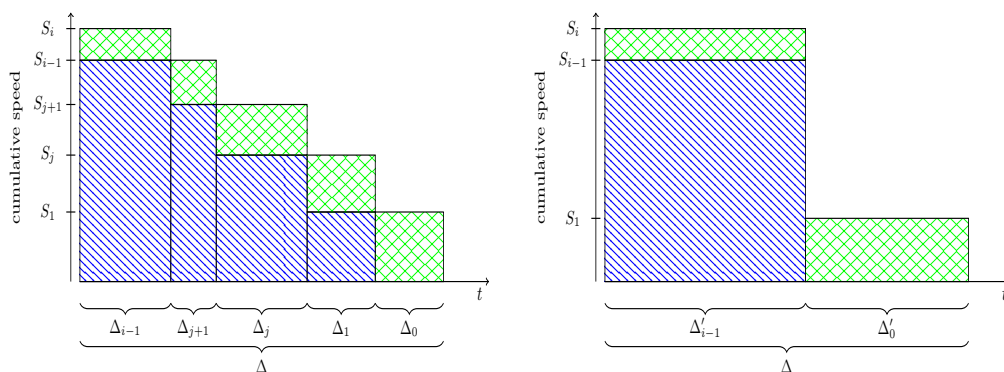 cumulative speed
S_i
S_{i−1}
S_{j+1}
S_j
S_1
t
Δ_{i−1} Δ_{j+1} Δ_j Δ_1 Δ_0
Δ
cumulative speed
S_i
S_{i−1}
S_1
t
Δ'_{i−1} Δ'_0
Δ